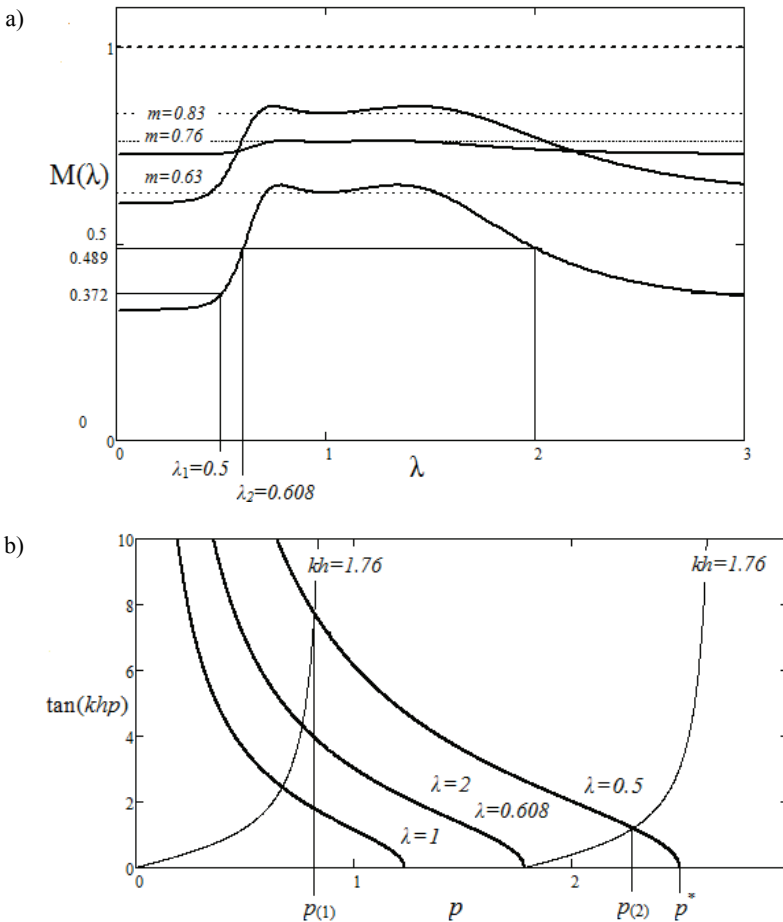 a)
1
m=0.83
m=0.76
M(λ)
m=0.63
0.5
0.489
0.372
0
0
0 1 2 3
λ₁=0.5 λ
λ₂=0.608
b)
10
kh=1.76 kh=1.76
8
6
tan(khp)
4
λ=2 λ=0.5
λ=0.608
2
λ=1
0
0 1 2
p(1) p p(2) p*